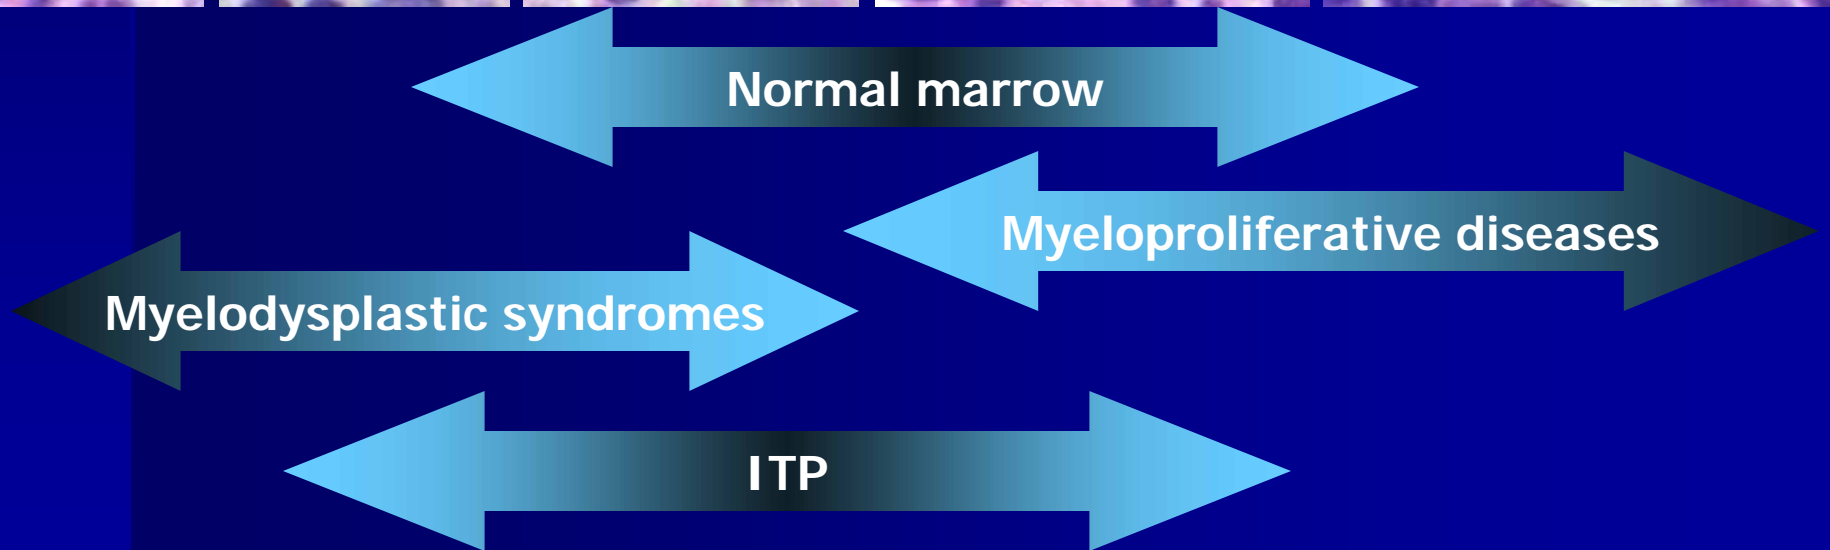 Normal marrow
Myeloproliferative diseases
Myelodysplastic syndromes
ITP